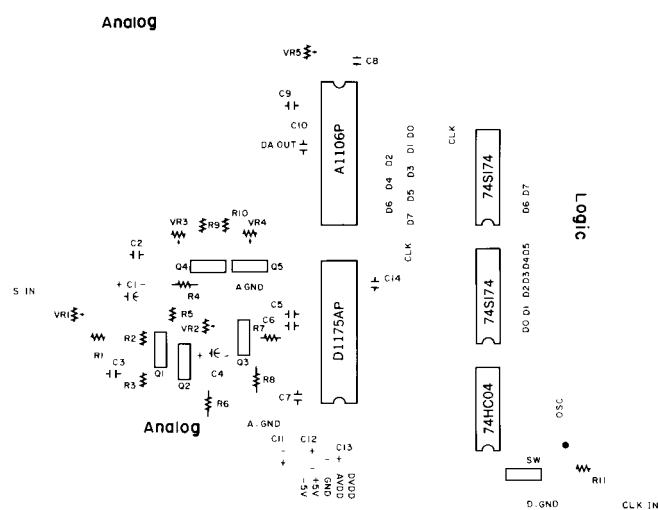 Analog
VR5
C8
C9
C10
DA OUT
A1106P
D0
D1
D2
D3
D4
D5
D6
D7
CLK
74S174
D6 D7
Logic
VR3
R9
R10
VR4
C2
Q4
Q5
CLK
C14
S IN
+ C1 -
R4
A.GND
VR1
R5
VR2
C5
C6
R7
D1175AP
74S174
D0 D1 D2 D3 D4 D5
R1
R2
C3
R3
Q1
Q2
+ -
C4
Q3
R8
R6
C7
74HC04
OSC
Analog
A.GND
C11
C12
C13
- + - +
+ -
-5V
+5V
GND
AVDD
DVDD
SW
R11
D.GND
CLK IN